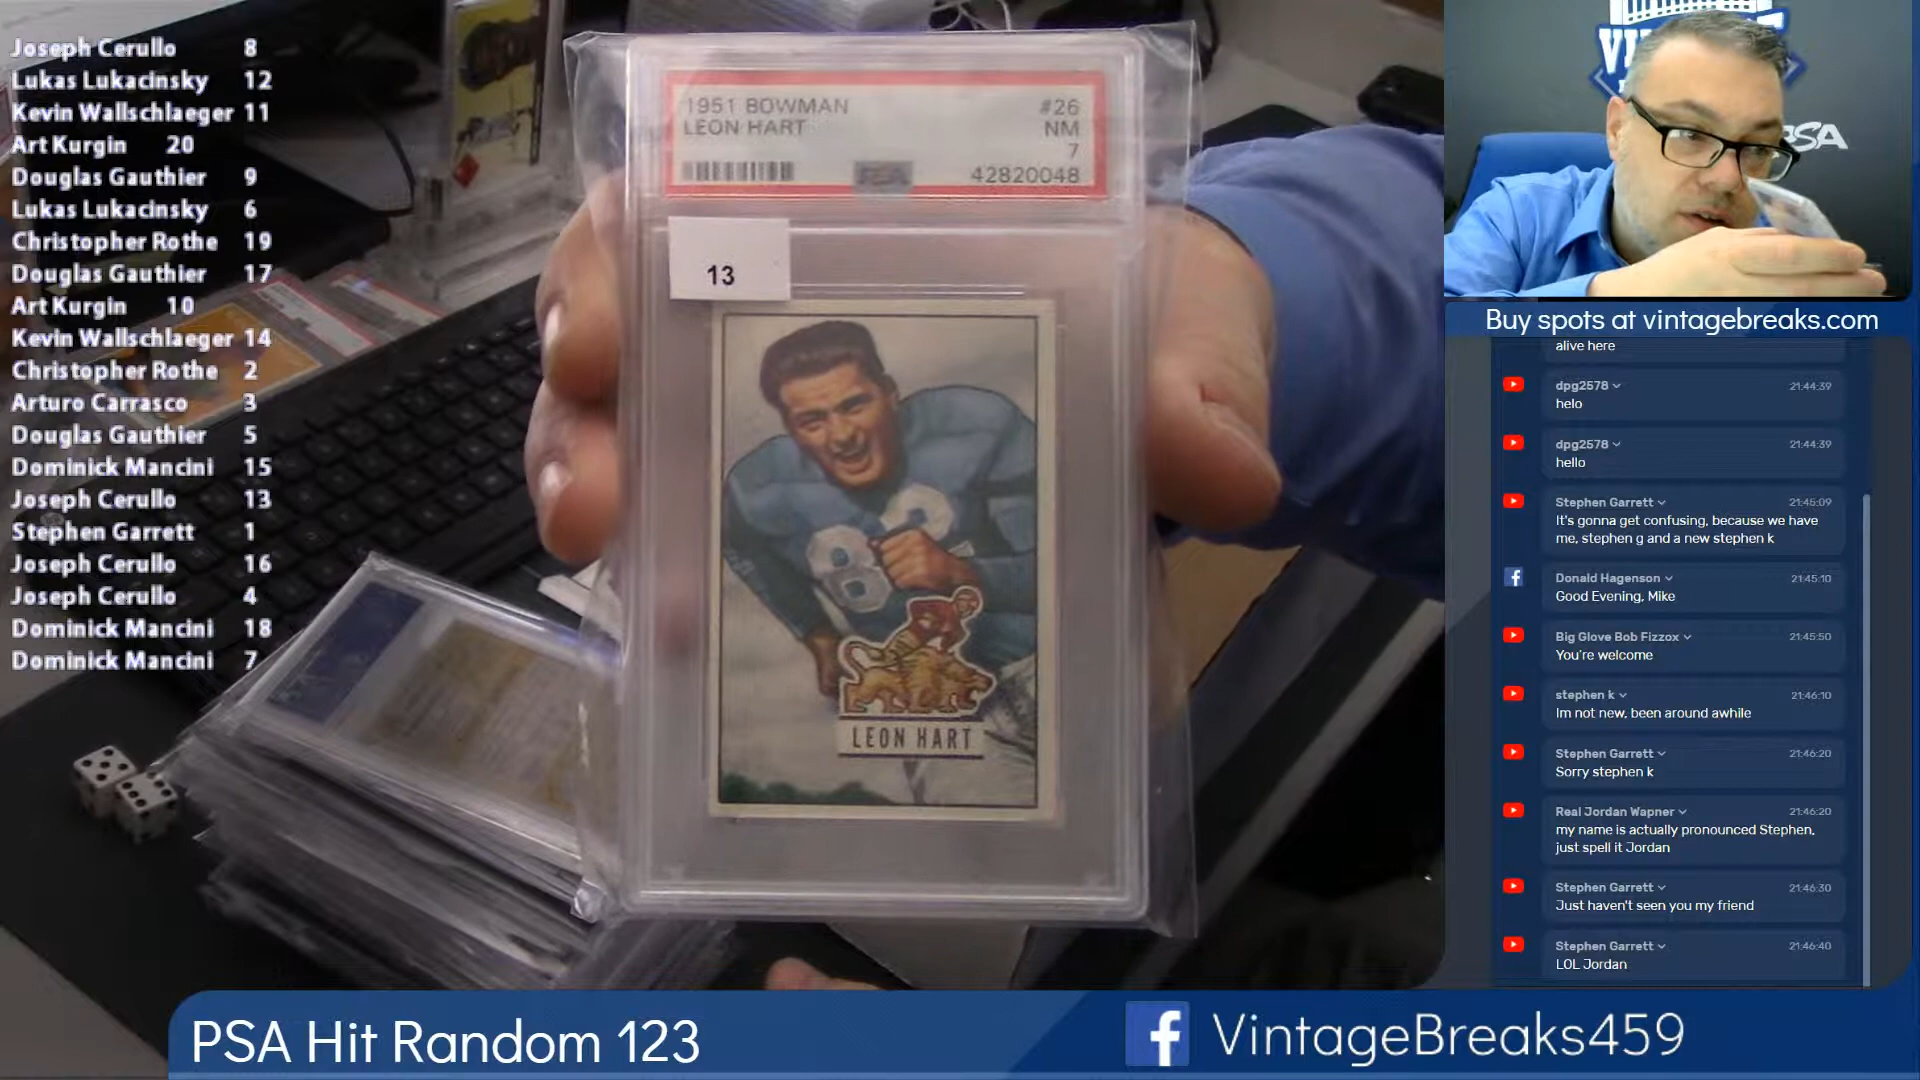 Joseph Cerullo 8
Lukas Lukacinsky 12
Kevin Wallschlaeger 11
Art Kurgin 20
Douglas Gauthier 9
Lukas Lukacinsky 6
Christopher Rothe 19
Douglas Gauthier 17
Art Kurgin 10
Kevin Wallschlaeger 14
Christopher Rothe 2
Arturo Carrasco 3
Douglas Gauthier 5
Dominick Mancini 15
Joseph Cerullo 13
Stephen Garrett 1
Joseph Cerullo 16
Joseph Cerullo 4
Dominick Mancini 18
Dominick Mancini 7
1951 BOWMAN #26
LEON HART NM
7
PSA 42820048
13
88
LEON HART
PSA
Buy spots at vintagebreaks.com
alive here
dpg2578 21:44:39
helo
dpg2578 21:44:39
hello
Stephen Garrett 21:45:09
It's gonna get confusing, because we have
me, stephen g and a new stephen k
Donald Hagenson 21:45:10
Good Evening, Mike
Big Glove Bob Fizzox 21:45:50
You're welcome
stephen k 21:46:10
Im not new, been around awhile
Stephen Garrett 21:46:20
Sorry stephen k
Real Jordan Wapner 21:46:20
my name is actually pronounced Stephen,
just spell it Jordan
Stephen Garrett 21:46:30
Just haven't seen you my friend
Stephen Garrett 21:46:40
LOL Jordan
PSA Hit Random 123
f VintageBreaks459